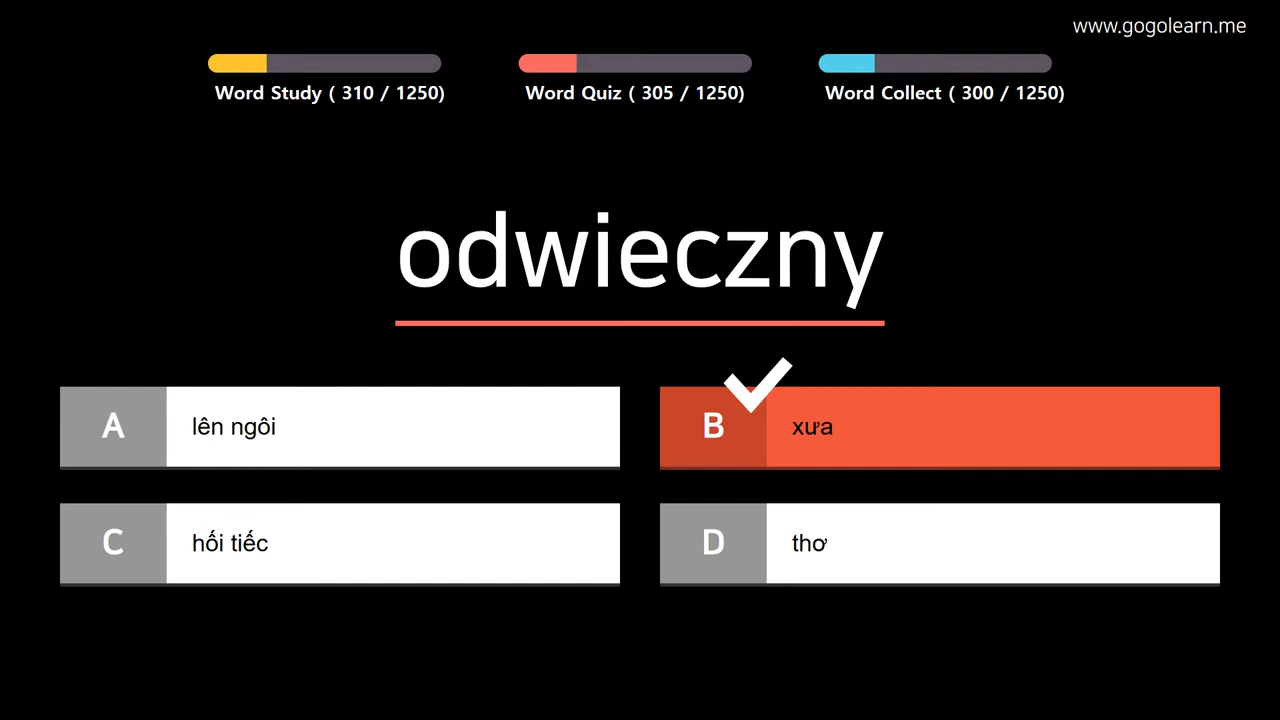 www.gogolearn.me
Word Study ( 310 / 1250)
Word Quiz ( 305 / 1250)
Word Collect ( 300 / 1250)
odwieczny
A lên ngôi
B xưa
C hối tiếc
D thơ